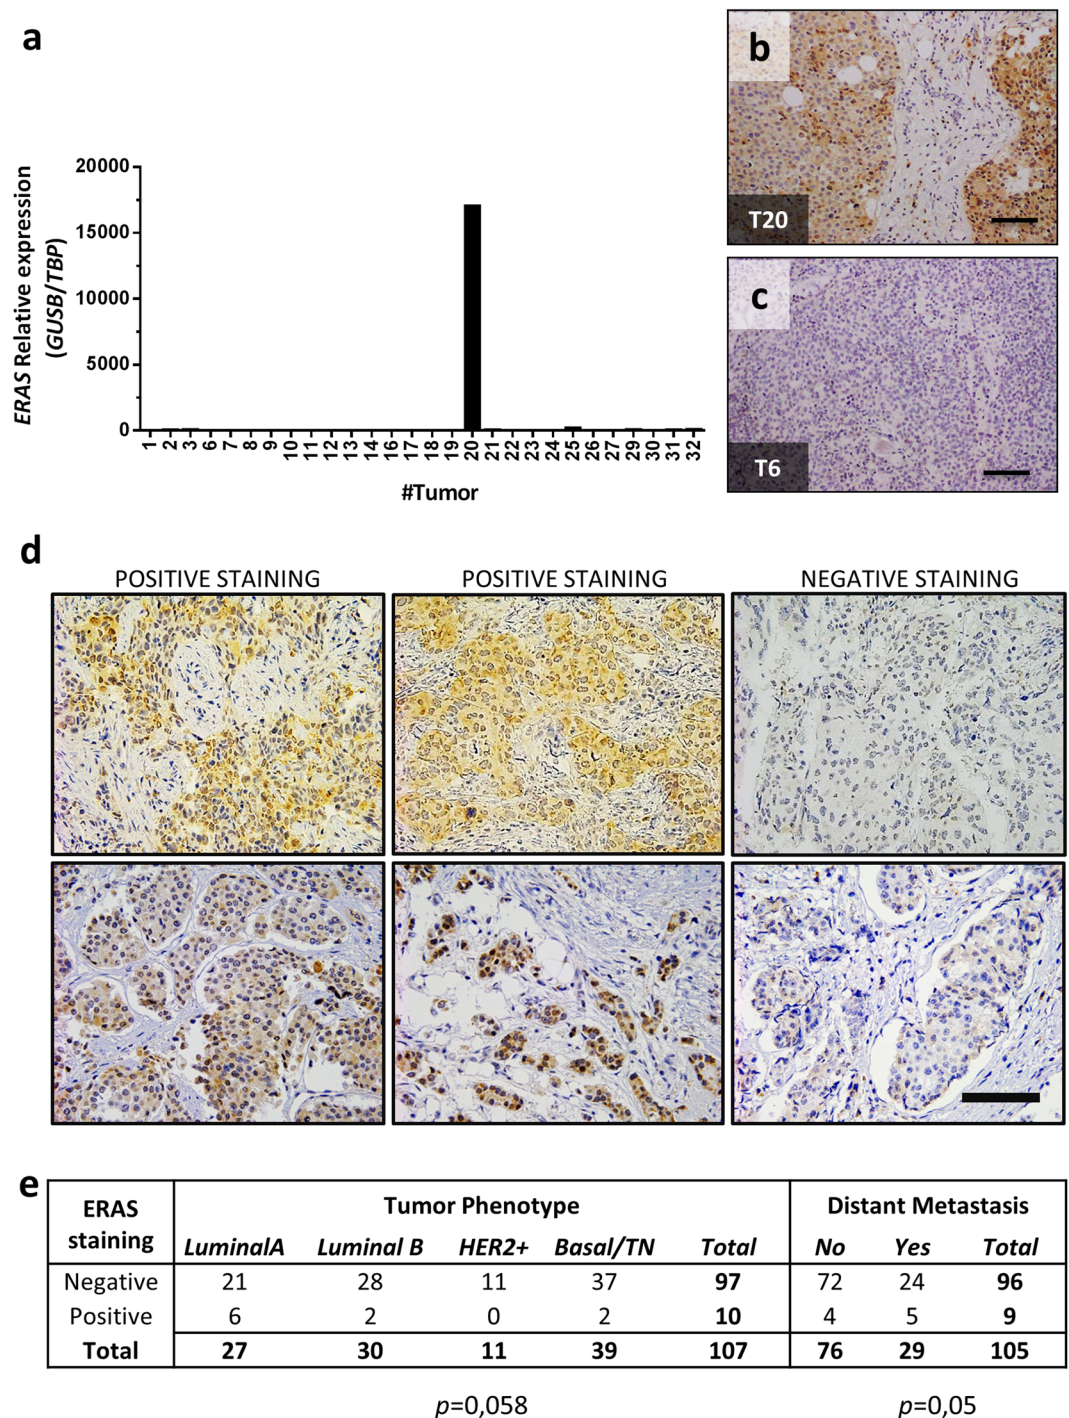 a
ERAS Relative expression
(GUSB/TBP)
20000
15000
10000
5000
0
1 2 3 6 7 8 9 10 11 12 13 14 16 17 18 19 20 21 22 23 24 25 26 27 29 30 31 32
#Tumor
b
T20
c
T6
d
POSITIVE STAINING POSITIVE STAINING NEGATIVE STAINING
e
ERAS staining Tumor Phenotype Distant Metastasis
LuminalA Luminal B HER2+ Basal/TN Total No Yes Total
Negative 21 28 11 37 97 72 24 96
Positive 6 2 0 2 10 4 5 9
Total 27 30 11 39 107 76 29 105
p=0,058 p=0,05